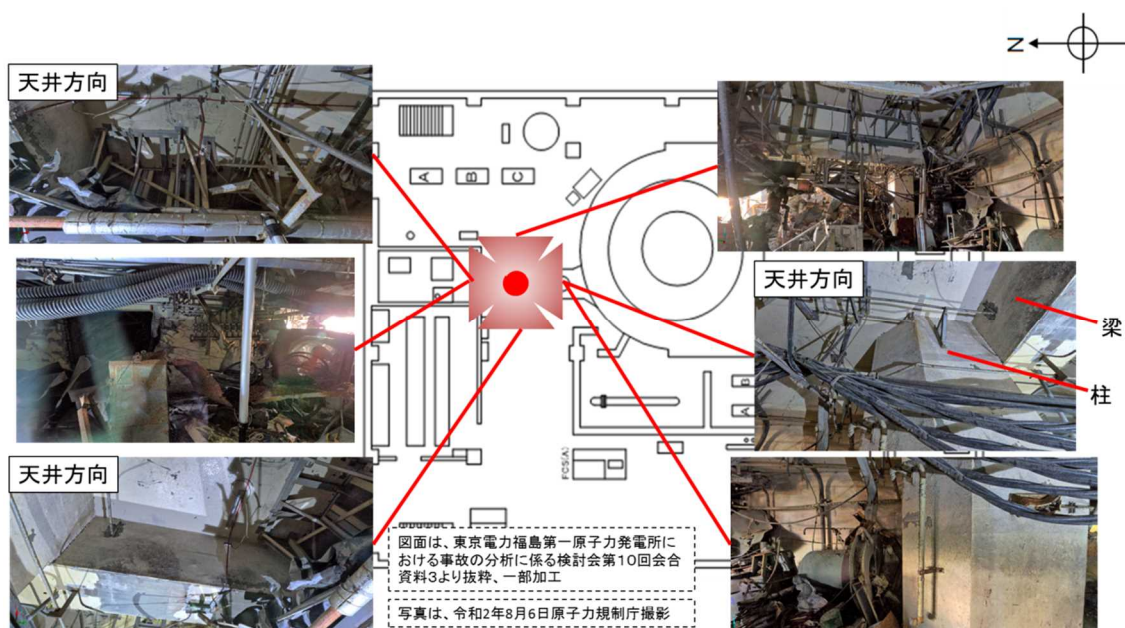 N
天井方向
A
B
C
天井方向
梁
柱
B
A
FCS(A)
天井方向
図面は、東京電力福島第一原子力発電所に
おける事故の分析に係る検討会第10回会合
資料3より抜粋、一部加工
写真は、令和2年8月6日原子力規制庁撮影